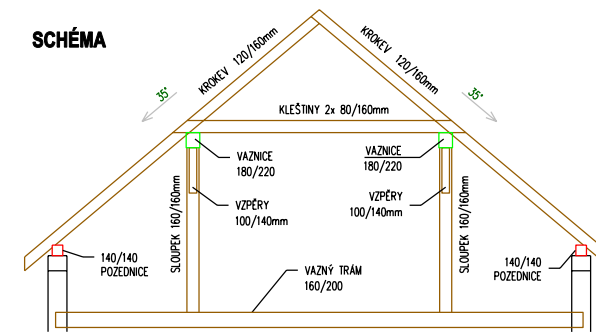 SCHÉMA
KROKEV 120/160mm
KROKEV 120/160mm
35°
35°
KLEŠTINY 2x 80/160mm
VAZNICE
180/220
VAZNICE
180/220
VZPĚRY
100/140mm
VZPĚRY
100/140mm
SLOUPEK 160/160mm
SLOUPEK 160/160mm
140/140
POZEDNICE
VAZNÝ TRÁM
160/200
140/140
POZEDNICE